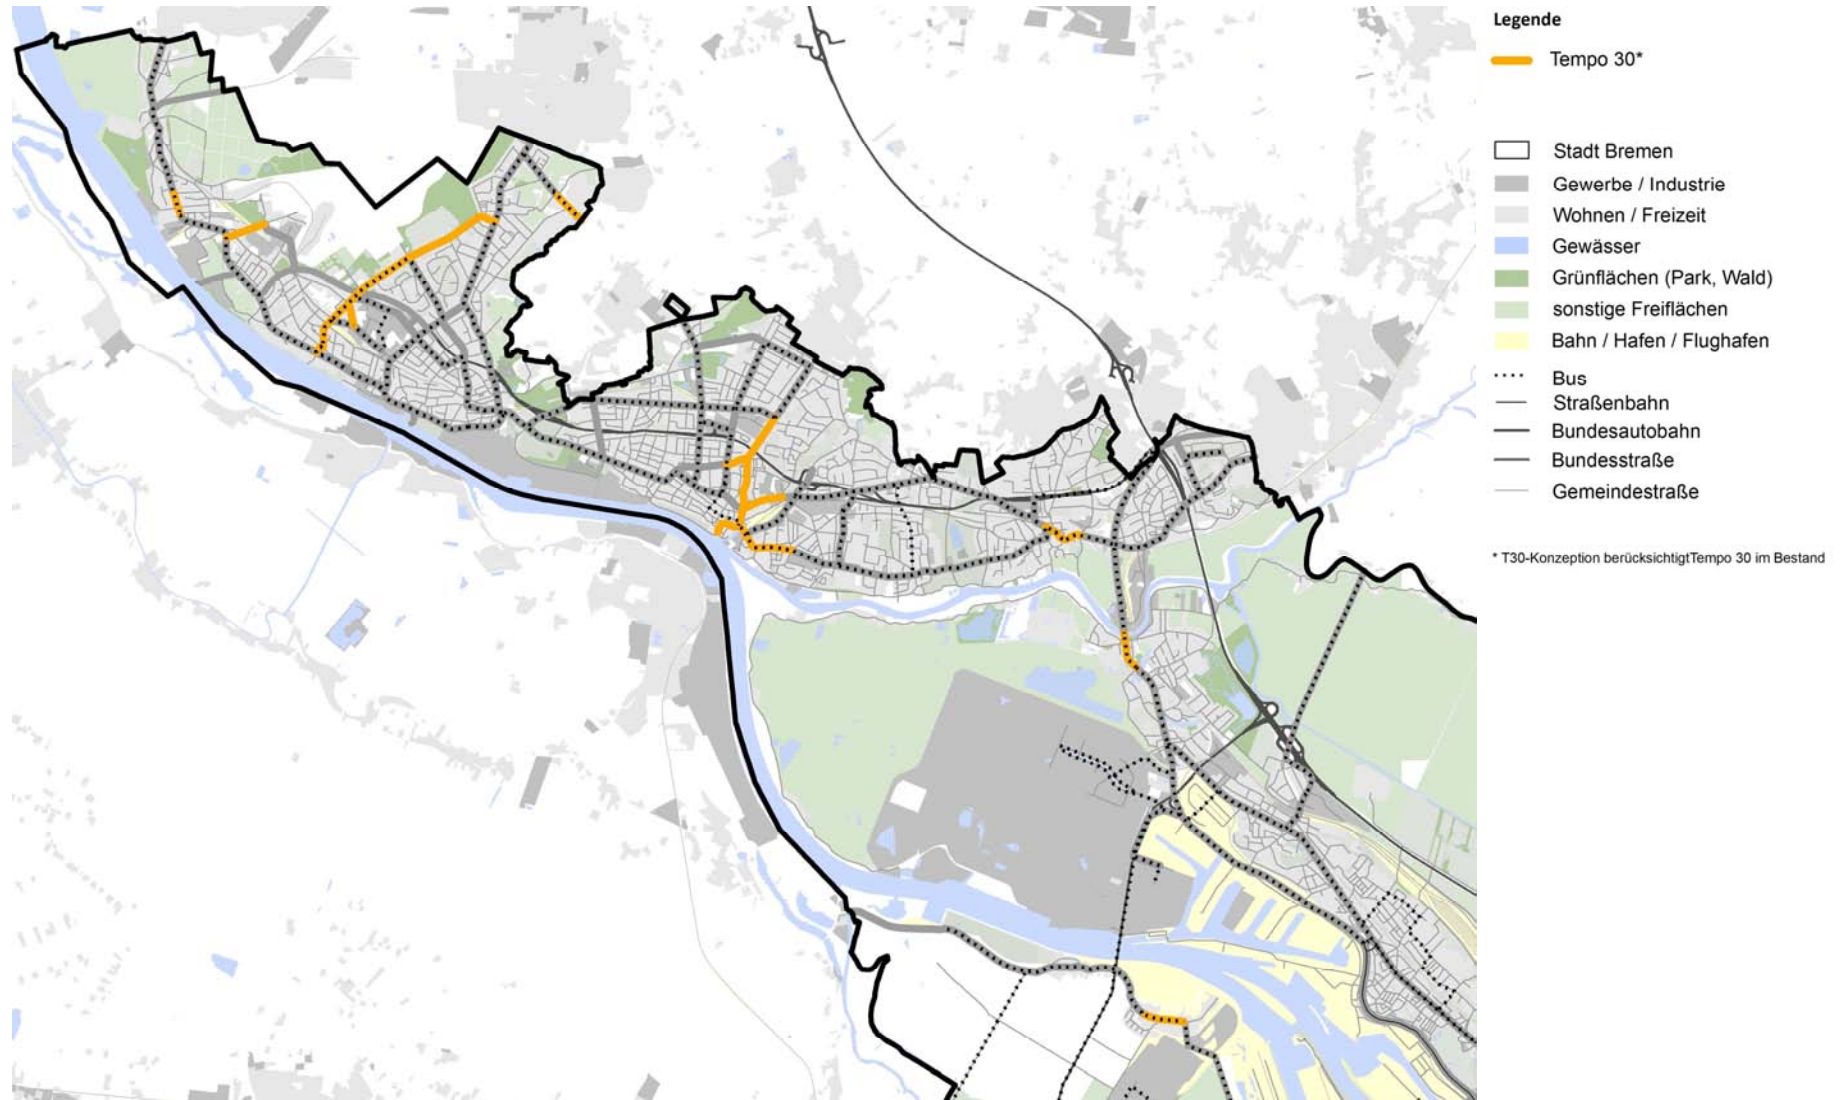 Legende
Tempo 30*
Stadt Bremen
Gewerbe / Industrie
Wohnen / Freizeit
Gewässer
Grünflächen (Park, Wald)
sonstige Freiflächen
Bahn / Hafen / Flughafen
Bus
Straßenbahn
Bundesautobahn
Bundesstraße
Gemeindestraße
* T30-Konzeption berücksichtigtTempo 30 im Bestand